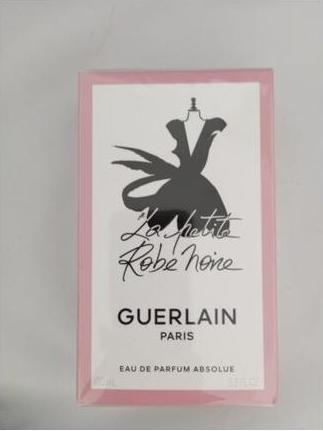 La petite
Robe noire
GUERLAIN
PARIS
EAU DE PARFUM ABSOLUE